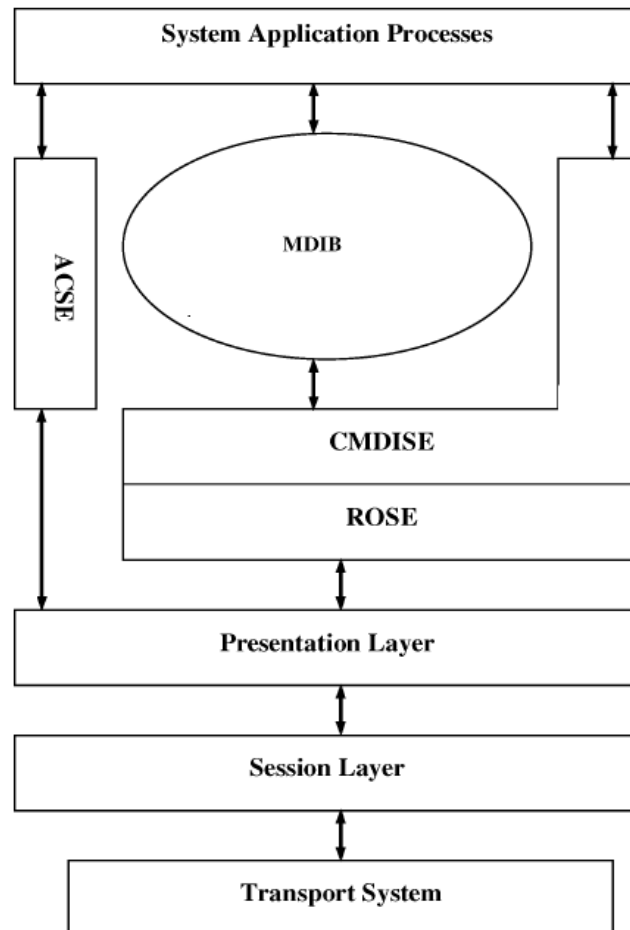 System Application Processes
ACSE
MDIB
CMDISE
ROSE
Presentation Layer
Session Layer
Transport System